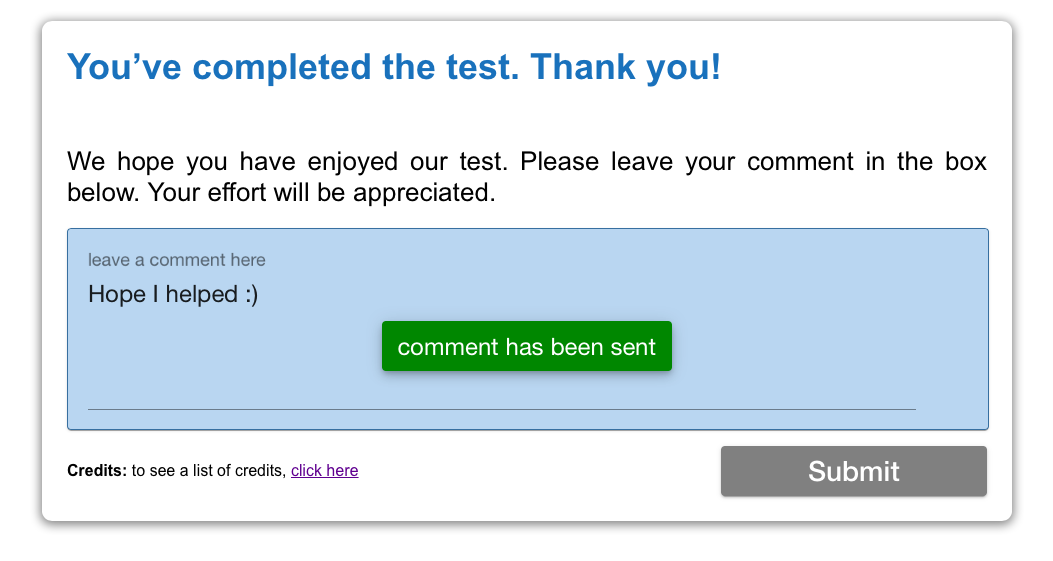 You’ve completed the test. Thank you!
We hope you have enjoyed our test. Please leave your comment in the box
below. Your effort will be appreciated.
leave a comment here
Hope I helped :)
comment has been sent
Credits: to see a list of credits, click here
Submit